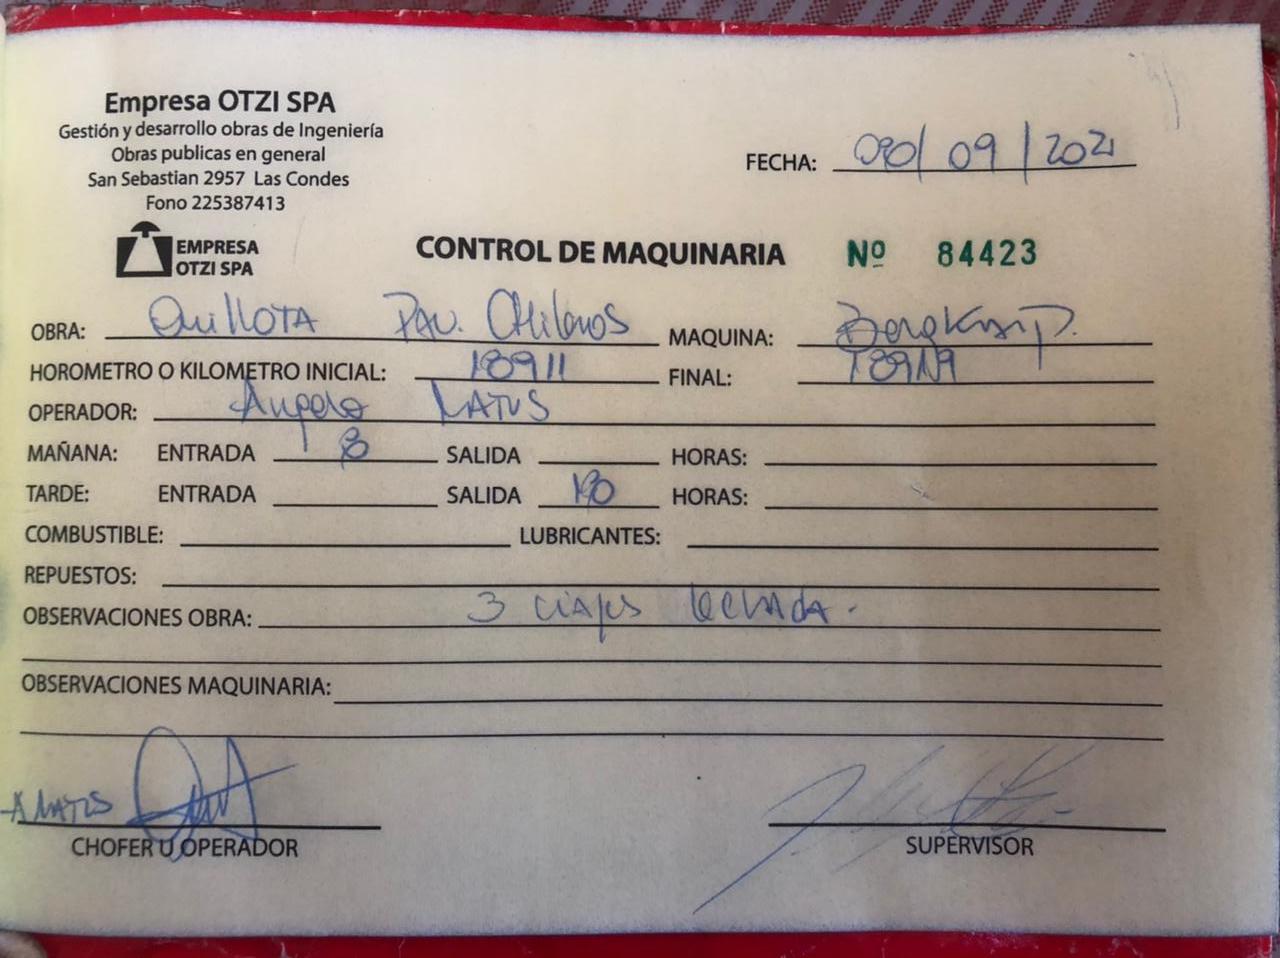 Empresa OTZI SPA
Gestión y desarrollo obras de Ingeniería
Obras publicas en general
San Sebastian 2957 Las Condes
Fono 225387413
FECHA: /09/2021
EMPRESA
OTZI SPA
CONTROL DE MAQUINARIA Nº 84423
OBRA: Quillota Pav. Chilenos MAQUINA: Bergkamp.
HOROMETRO O KILOMETRO INICIAL: 18911 FINAL:
OPERADOR: Angelo Matus
MAÑANA: ENTRADA 8 SALIDA HORAS:
TARDE: ENTRADA SALIDA HORAS:
COMBUSTIBLE: LUBRICANTES:
REPUESTOS:
OBSERVACIONES OBRA: 3 viajes lechada.
OBSERVACIONES MAQUINARIA:
A Matus
CHOFER U OPERADOR SUPERVISOR